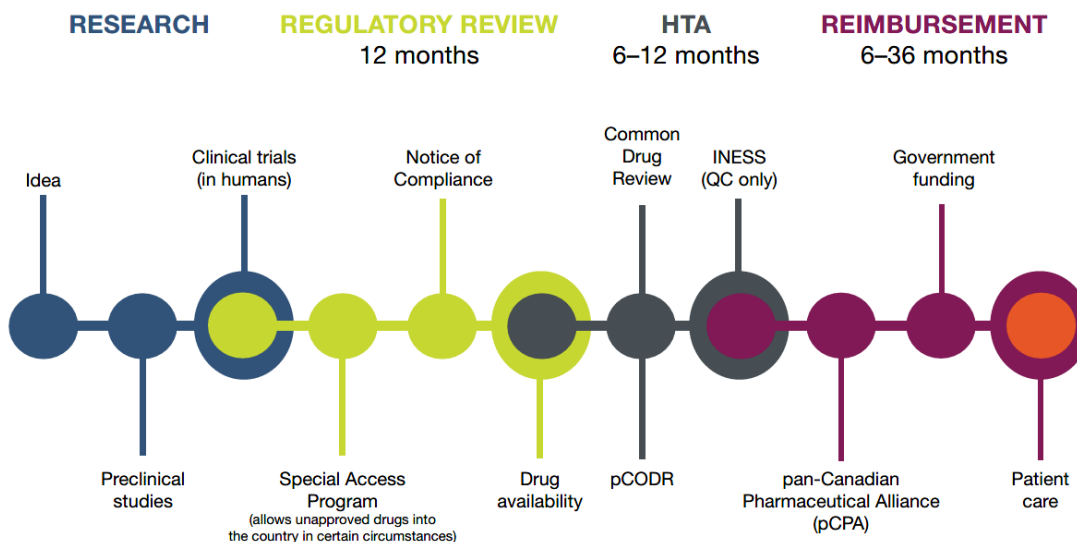 RESEARCH
REGULATORY REVIEW
12 months
HTA
6–12 months
REIMBURSEMENT
6–36 months
Idea
Clinical trials
(in humans)
Notice of
Compliance
Common
Drug
Review
INESS
(QC only)
Government
funding
Preclinical
studies
Special Access
Program
(allows unapproved drugs into
the country in certain circumstances)
Drug
availability
pCODR
pan-Canadian
Pharmaceutical Alliance
(pCPA)
Patient
care